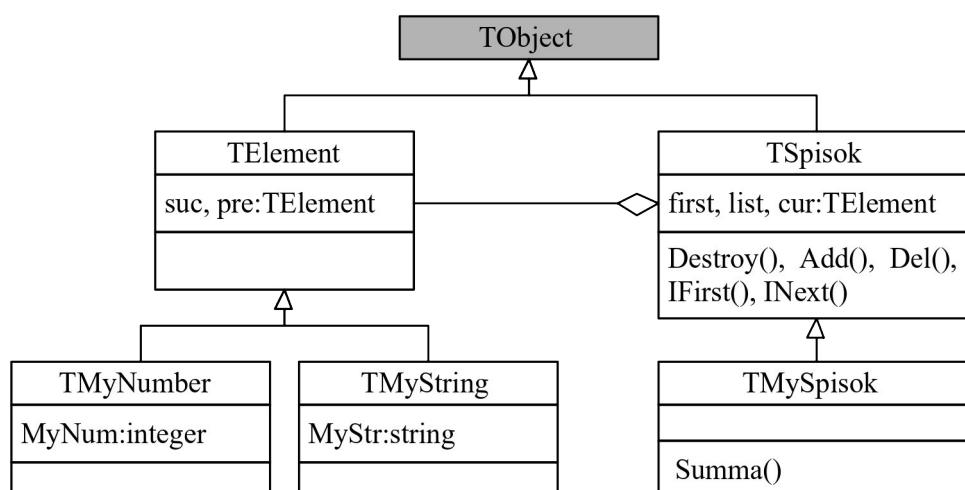 TObject
TElement
suc, pre:TElement
TSpisok
first, list, cur:TElement
Destroy(), Add(), Del(),
IFirst(), INext()
TMyNumber
MyNum:integer
TMyString
MyStr:string
TMySpisok
Summa()